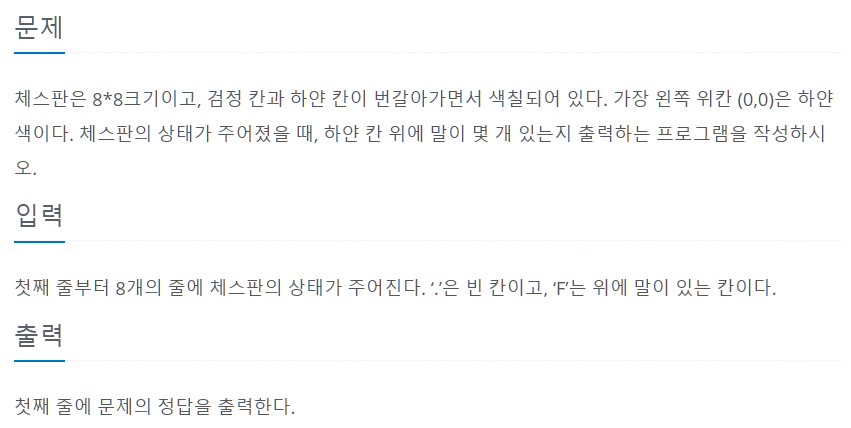 문제
체스판은 8*8크기이고, 검정 칸과 하얀 칸이 번갈아가면서 색칠되어 있다. 가장 왼쪽 위칸 (0,0)은 하얀
색이다. 체스판의 상태가 주어졌을 때, 하얀 칸 위에 말이 몇 개 있는지 출력하는 프로그램을 작성하시
오.
입력
첫째 줄부터 8개의 줄에 체스판의 상태가 주어진다. ‘.’은 빈 칸이고, ‘F’는 위에 말이 있는 칸이다.
출력
첫째 줄에 문제의 정답을 출력한다.